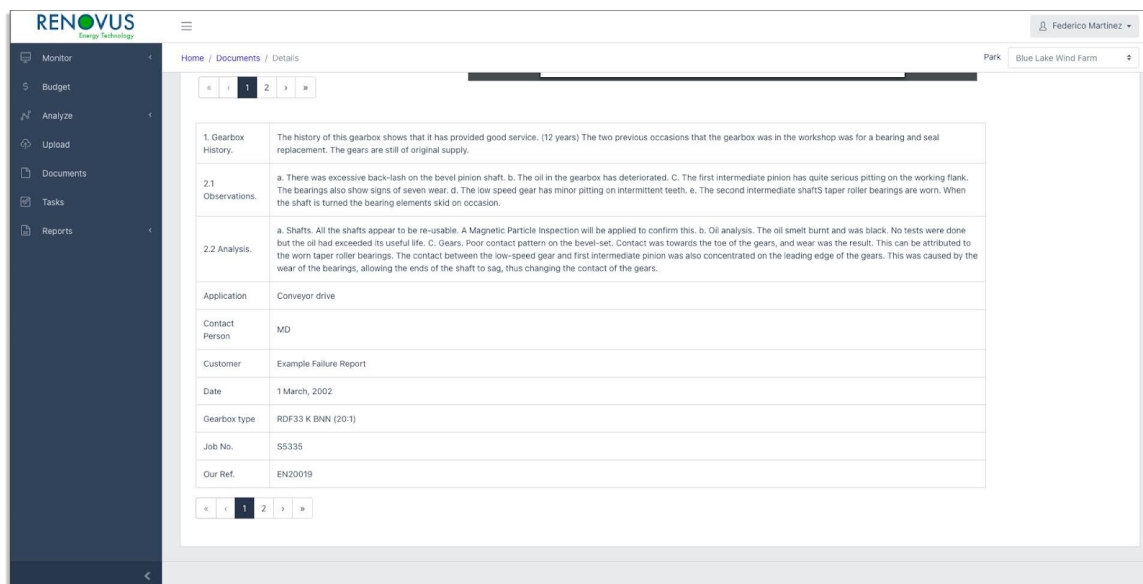 RENOVUS
Energy Technology
Federico Martínez
Monitor
Budget
Analyze
Upload
Documents
Tasks
Reports
Home / Documents / Details
Park Blue Lake Wind Farm
« ‹ 1 2 › »
1. Gearbox
History.
The history of this gearbox shows that it has provided good service. (12 years) The two previous occasions that the gearbox was in the workshop was for a bearing and seal
replacement. The gears are still of original supply.
2.1
Observations.
a. There was excessive back-lash on the bevel pinion shaft. b. The oil in the gearbox has deteriorated. C. The first intermediate pinion has quite serious pitting on the working flank.
The bearings also show signs of seven wear. d. The low speed gear has minor pitting on intermittent teeth. e. The second intermediate shaftS taper roller bearings are worn. When
the shaft is turned the bearing elements skid on occasion.
2.2 Analysis.
a. Shafts. All the shafts appear to be re-usable. A Magnetic Particle Inspection will be applied to confirm this. b. Oil analysis. The oil smelt burnt and was black. No tests were done
but the oil had exceeded its useful life. C. Gears. Poor contact pattern on the bevel-set. Contact was towards the toe of the gears, and wear was the result. This can be attributed to
the worn taper roller bearings. The contact between the low-speed gear and first intermediate pinion was also concentrated on the leading edge of the gears. This was caused by the
wear of the bearings, allowing the ends of the shaft to sag, thus changing the contact of the gears.
Application Conveyor drive
Contact
Person
MD
Customer Example Failure Report
Date 1 March, 2002
Gearbox type RDF33 K BNN (20:1)
Job No. S5335
Our Ref. EN20019
« ‹ 1 2 › »